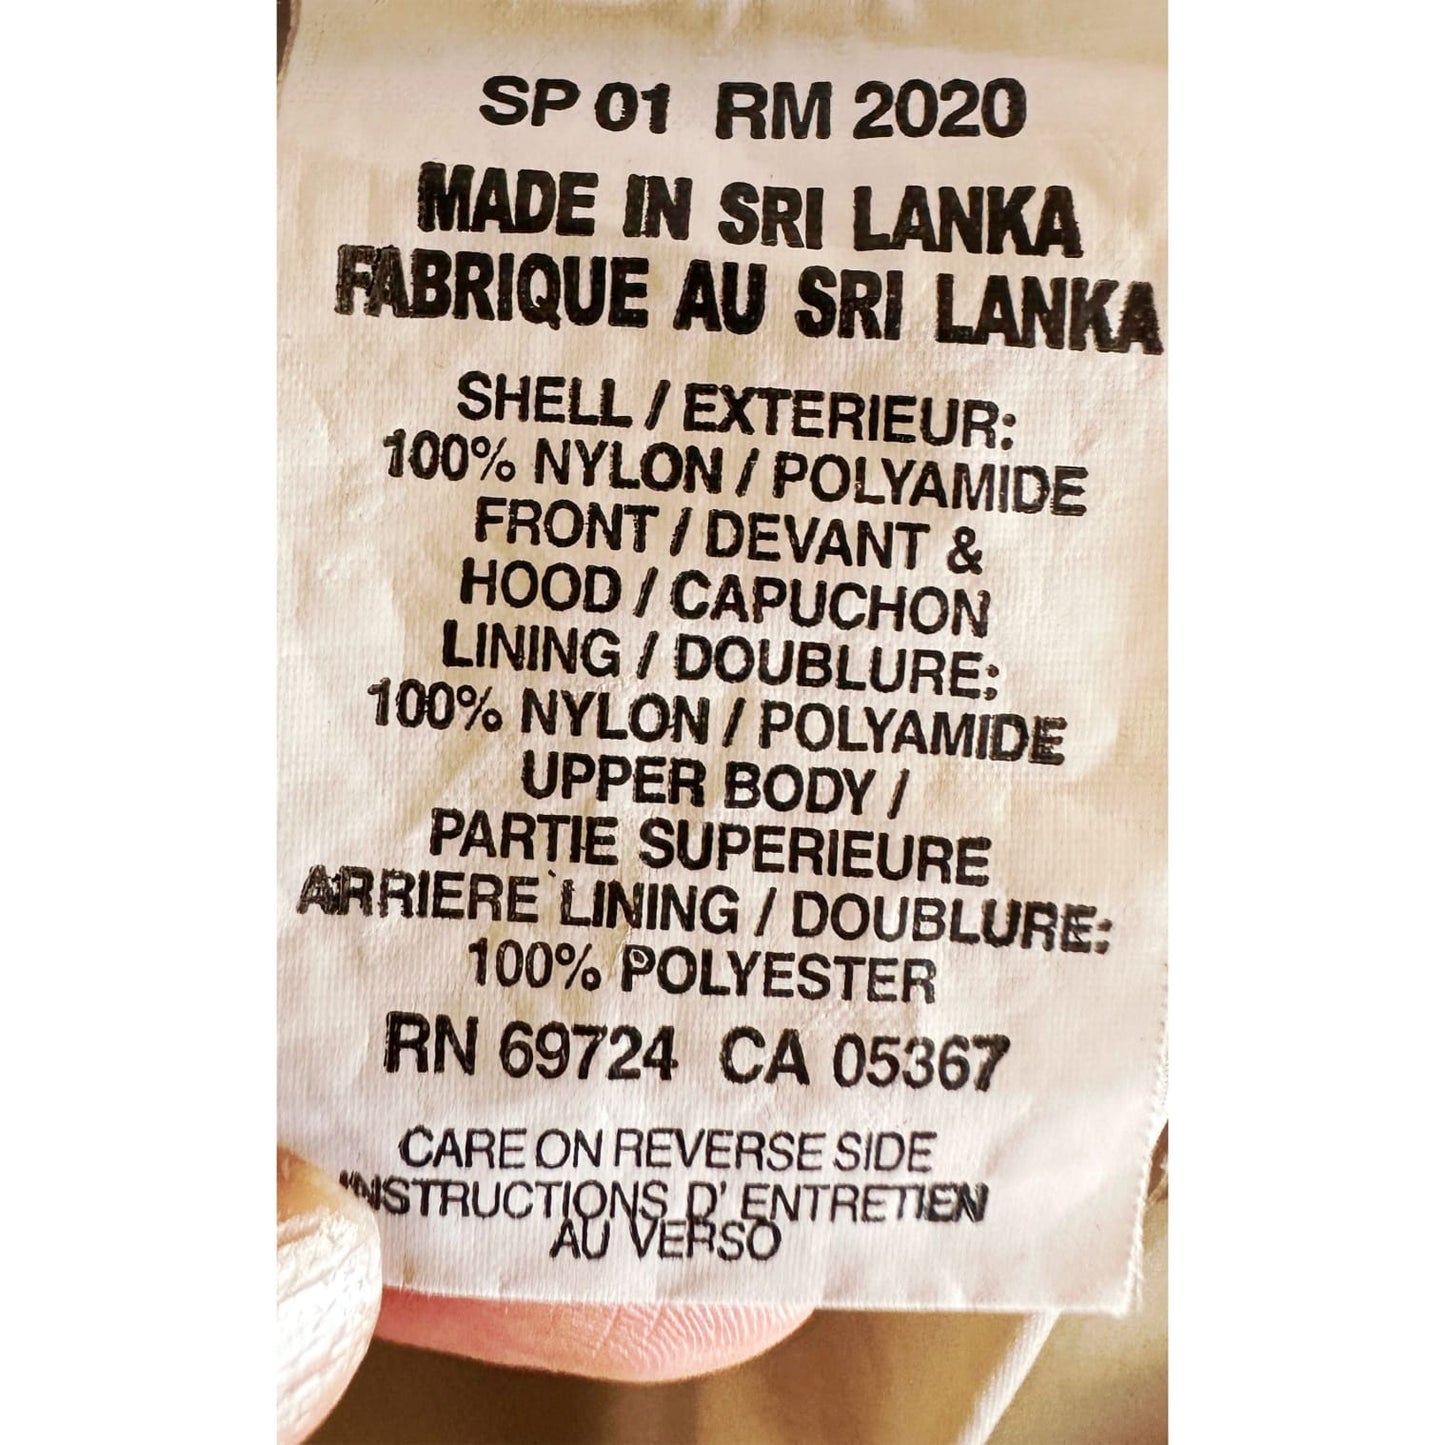 SP 01 RM 2020
MADE IN SRI LANKA
FABRIQUE AU SRI LANKA
SHELL / EXTERIEUR:
100% NYLON / POLYAMIDE
FRONT / DEVANT &
HOOD / CAPUCHON
LINING / DOUBLURE:
100% NYLON / POLYAMIDE
UPPER BODY /
PARTIE SUPERIEURE
ARRIERE LINING / DOUBLURE:
100% POLYESTER
RN 69724 CA 05367
CARE ON REVERSE SIDE
INSTRUCTIONS D' ENTRETIEN
AU VERSO